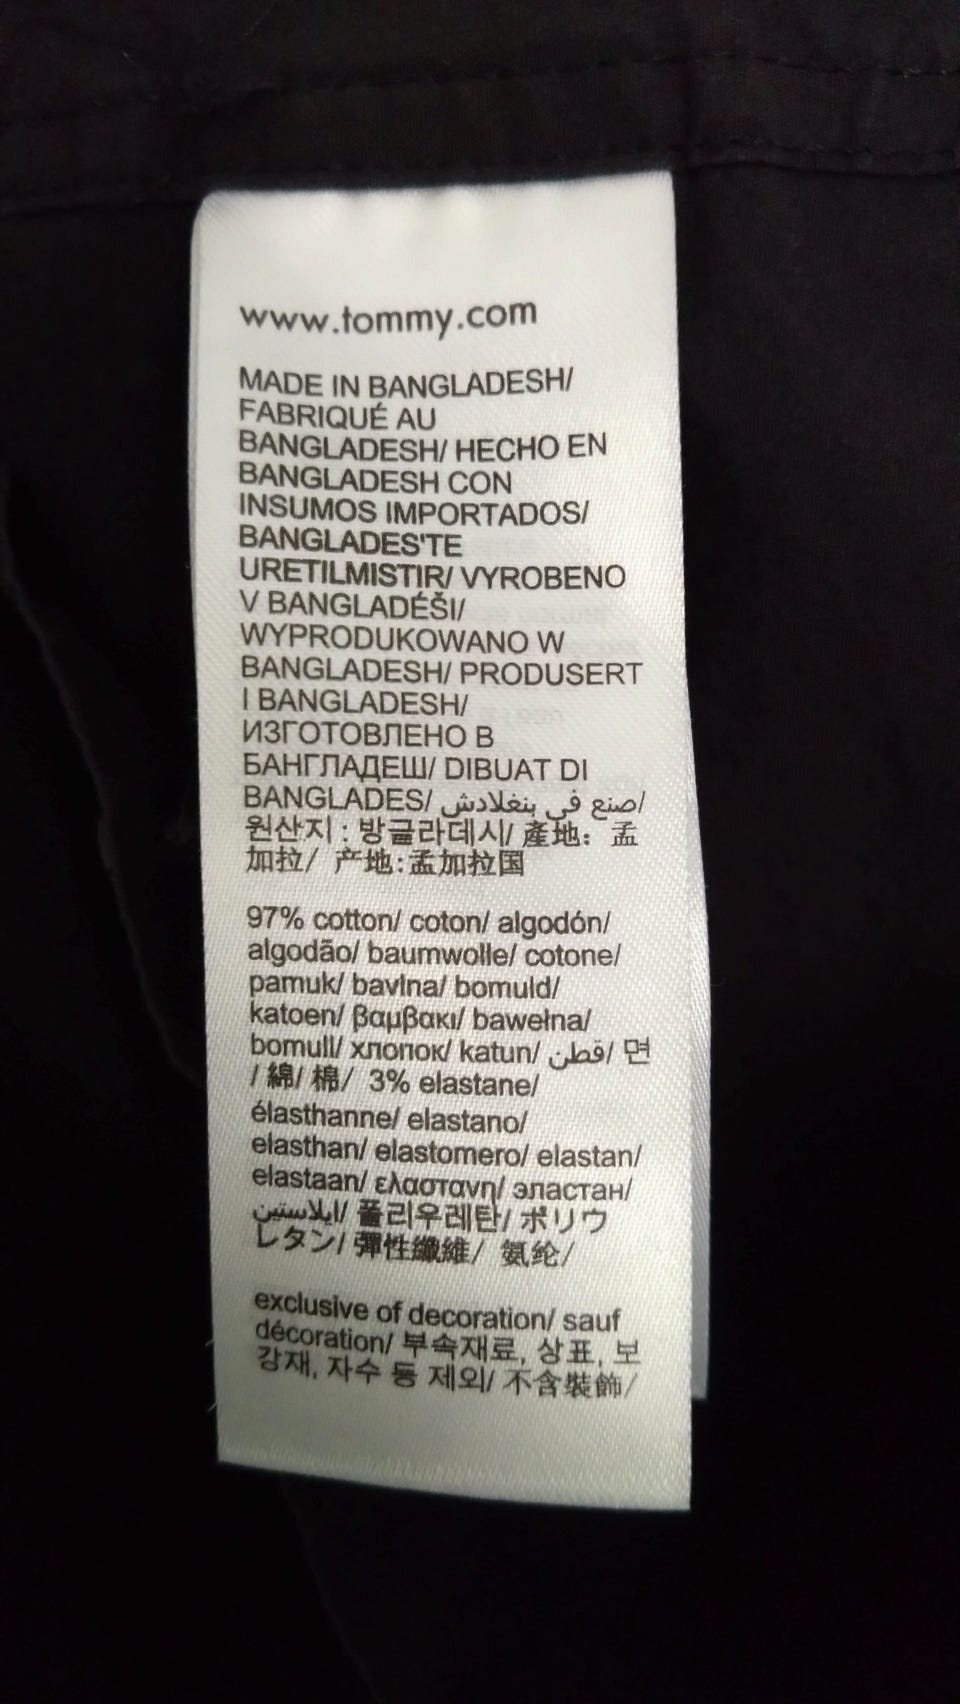 www.tommy.com
MADE IN BANGLADESH/
FABRIQUÉ AU
BANGLADESH/ HECHO EN
BANGLADESH CON
INSUMOS IMPORTADOS/
BANGLADES'TE
URETILMISTIR/ VYROBENO
V BANGLADÉŠI/
WYPRODUKOWANO W
BANGLADESH/ PRODUSERT
I BANGLADESH/
ИЗГОТОВЛЕНО В
БАНГЛАДЕШ/ DIBUAT DI
BANGLADES/ صنع في بنغلادش/
원산지 : 방글라데시/ 產地: 孟
加拉/ 产地:孟加拉国
97% cotton/ coton/ algodón/
algodão/ baumwolle/ cotone/
pamuk/ bavlna/ bomuld/
katoen/ βαμβακι/ bawełna/
bomull/ хлопок/ katun/ قطن/ 면
/ 綿/ 棉/ 3% elastane/
élasthanne/ elastano/
elasthan/ elastomero/ elastan/
elastaan/ ελαστανη/ эластан/
ايلاستين/ 폴리우레탄/ ポリウ
レタン/ 彈性纖維/ 氨纶/
exclusive of decoration/ sauf
décoration/ 부속재료, 상표, 보
강재, 자수 등 제외/ 不含裝飾/